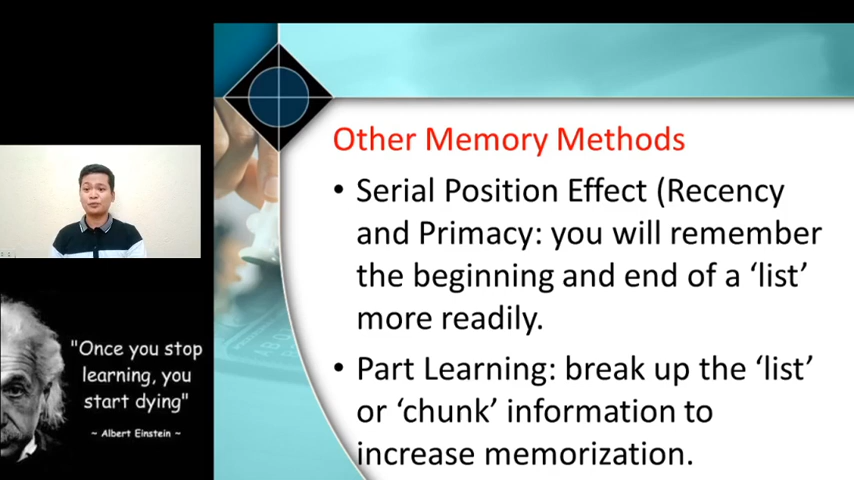 Other Memory Methods
• Serial Position Effect (Recency
and Primacy: you will remember
the beginning and end of a ‘list’
more readily.
• Part Learning: break up the ‘list’
or ‘chunk’ information to
increase memorization.
"Once you stop
learning, you
start dying"
~ Albert Einstein ~